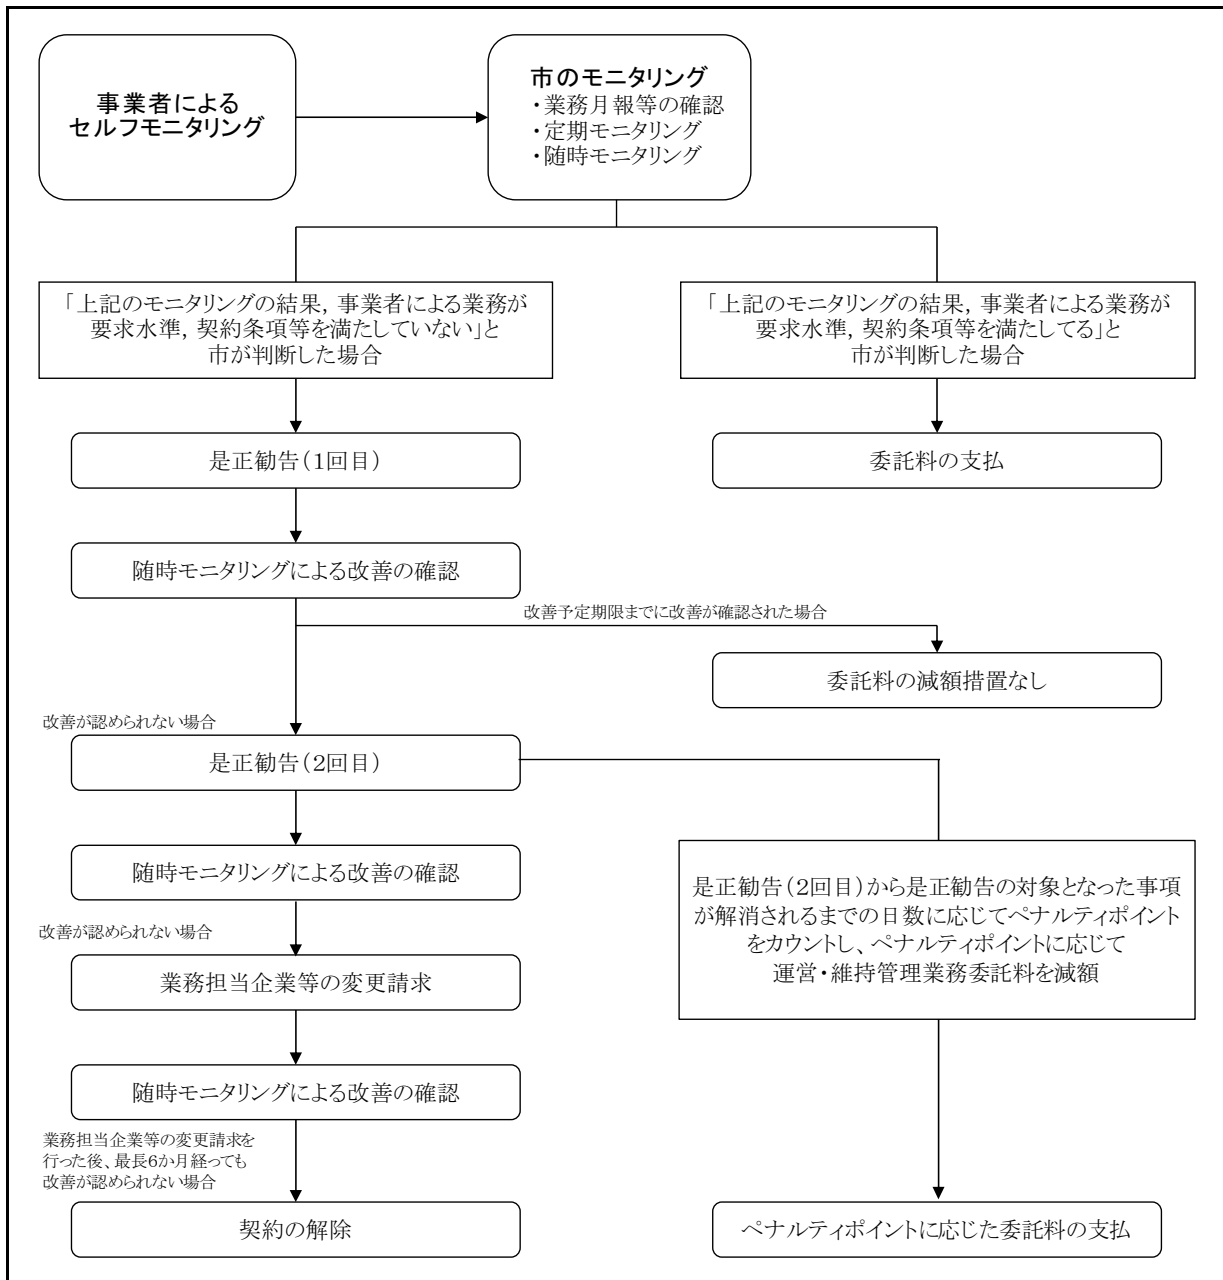 事業者による
セルフモニタリング
市のモニタリング
・業務月報等の確認
・定期モニタリング
・随時モニタリング
「上記のモニタリングの結果，事業者による業務が
要求水準，契約条項等を満たしていない」と
市が判断した場合
「上記のモニタリングの結果，事業者による業務が
要求水準，契約条項等を満たしてる」と
市が判断した場合
是正勧告（１回目）
委託料の支払
随時モニタリングによる改善の確認
改善予定期限までに改善が確認された場合
委託料の減額措置なし
改善が認められない場合
是正勧告（２回目）
随時モニタリングによる改善の確認
是正勧告（２回目）から是正勧告の対象となった事項
が解消されるまでの日数に応じてペナルティポイント
をカウントし、ペナルティポイントに応じて
運営・維持管理業務委託料を減額
改善が認められない場合
業務担当企業等の変更請求
随時モニタリングによる改善の確認
業務担当企業等の変更請求を
行った後、最長６か月経っても
改善が認められない場合
契約の解除
ペナルティポイントに応じた委託料の支払